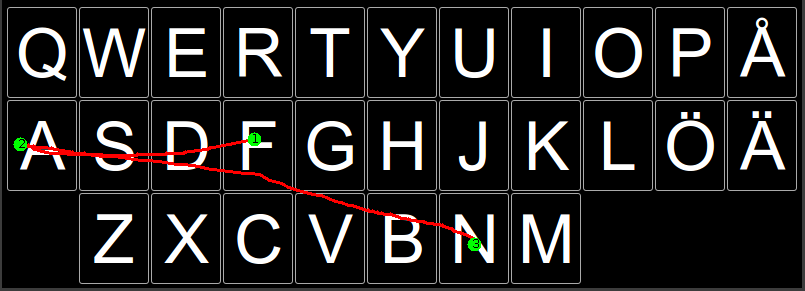 Q W E R T Y U I O P Å
A S D F G H J K L Ö Ä
Z X C V B N M
1
2
3